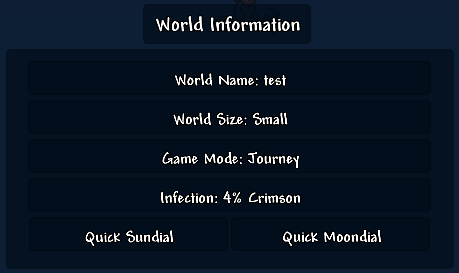 World Information
World Name: test
World Size: Small
Game Mode: Journey
Infection: 4% Crimson
Quick Sundial
Quick Moondial